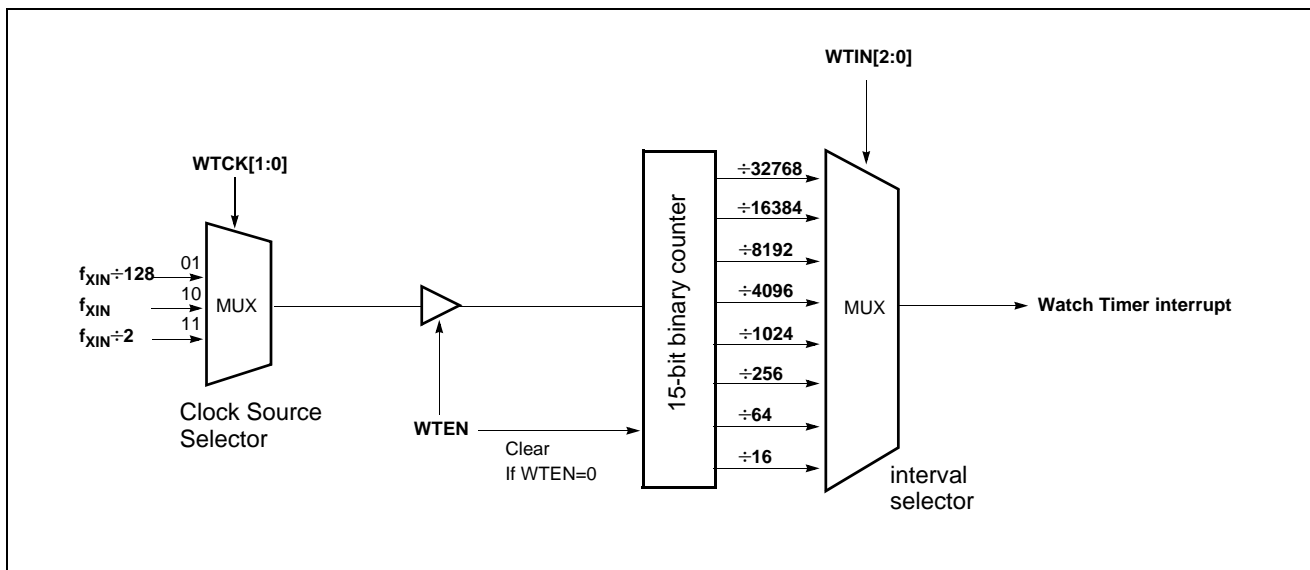 WTIN[2:0]
WTCK[1:0]
01
fXIN÷128
10
fXIN
11
fXIN÷2
MUX
Clock Source
Selector
WTEN
Clear
If WTEN=0
15-bit binary counter
÷32768
÷16384
÷8192
÷4096
÷1024
÷256
÷64
÷16
MUX
interval
selector
Watch Timer interrupt